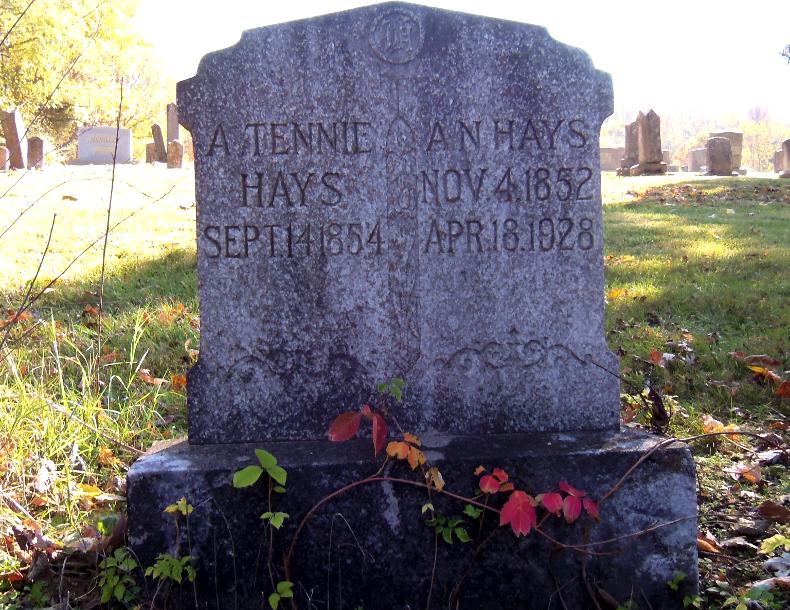 H
A. TENNIE
HAYS
SEPT.14.1854
A.N. HAYS
NOV. 4.1852
APR.18.1928